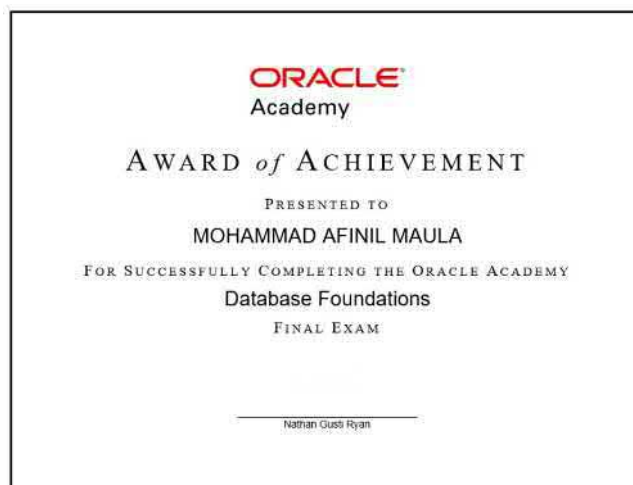 ORACLE
Academy
AWARD of ACHIEVEMENT
PRESENTED TO
MOHAMMAD AFINIL MAULA
FOR SUCCESSFULLY COMPLETING THE ORACLE ACADEMY
Database Foundations
FINAL EXAM
Nathan Gusti Ryan